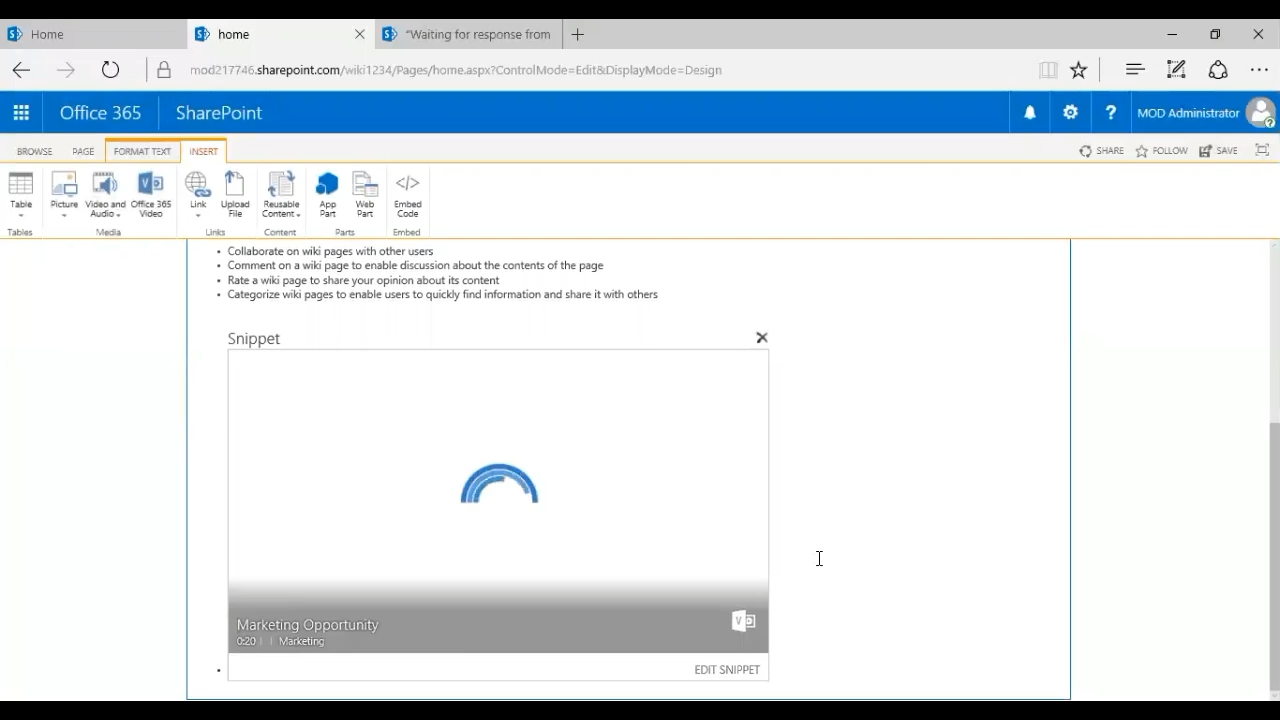 Home
home
"Waiting for response from
mod217746.sharepoint.com/wiki1234/Pages/home.aspx?ControlMode=Edit&DisplayMode=Design
Office 365
SharePoint
MOD Administrator
BROWSE PAGE FORMAT TEXT INSERT
SHARE FOLLOW SAVE
Table
Picture
Video and Audio
Office 365 Video
Link
Upload File
Reusable Content
App Part
Web Part
Embed Code
Tables Media Links Content Parts Embed
• Collaborate on wiki pages with other users
• Comment on a wiki page to enable discussion about the contents of the page
• Rate a wiki page to share your opinion about its content
• Categorize wiki pages to enable users to quickly find information and share it with others
Snippet
Marketing Opportunity
0:20 | | Marketing
EDIT SNIPPET